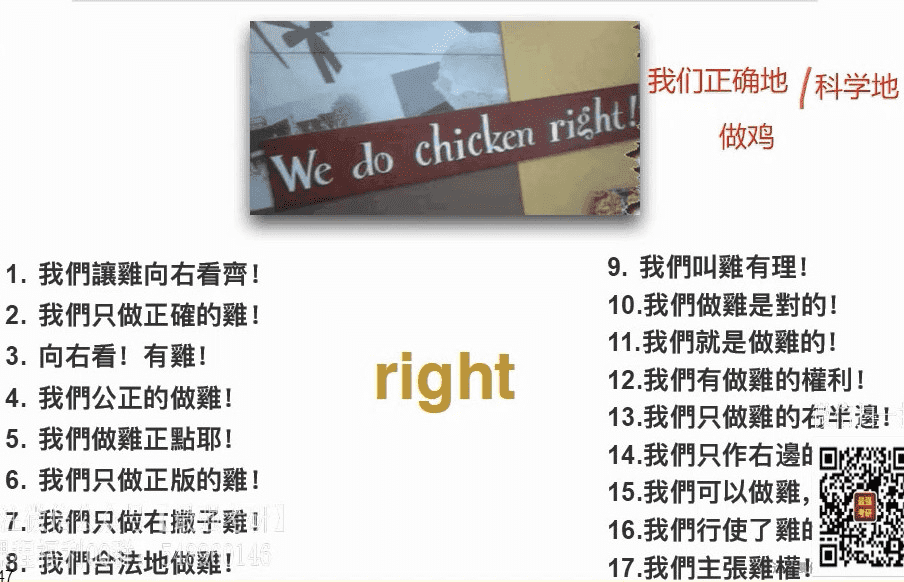 We do chicken right!
我们正确地/科学地
做鸡
1. 我們讓雞向右看齊！
2. 我們只做正確的雞！
3. 向右看！有雞！
4. 我們公正的做雞！
5. 我們做雞正點耶！
6. 我們只做正版的雞！
7. 我們只做右撇子雞！
8. 我們合法地做雞！
right
9. 我們叫雞有理！
10.我們做雞是對的！
11.我們就是做雞的！
12.我們有做雞的權利！
13.我們只做雞的右半邊！
14.我們只作右邊的
15.我們可以做雞，
16.我們行使了雞的
17.我們主張雞權！
最强
考研
47